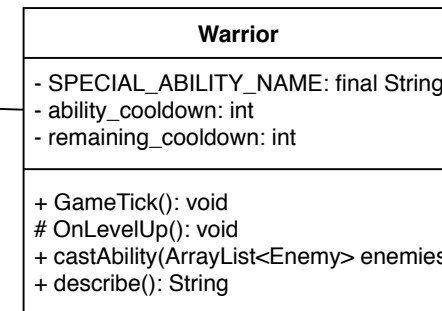 Warrior
- SPECIAL_ABILITY_NAME: final String
- ability_cooldown: int
- remaining_cooldown: int
+ GameTick(): void
# OnLevelUp(): void
+ castAbility(ArrayList<Enemy> enemies
+ describe(): String